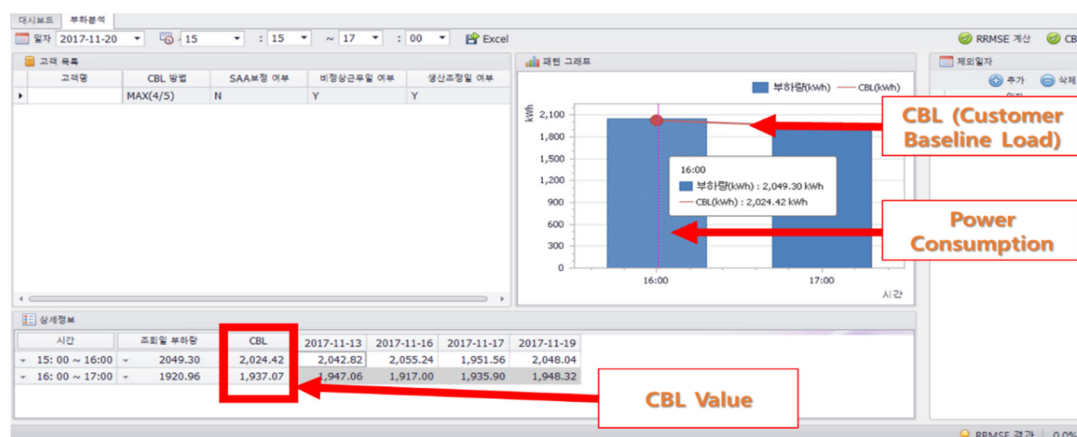 대시보드 부하분석
일자 2017-11-20 15 : 15 ~ 17 : 00 Excel RRMSE 계산 CB
고객 목록
고객명 CBL 방법 SAA보정 여부 비정상근무일 여부 생산조정일 여부
MAX(4/5) N Y Y
패턴 그래프
부하량(kWh) CBL(kWh)
kWh
2,100
1,800
1,500
1,200
900
600
300
0
16:00 17:00
시간
16:00
부하량(kWh) : 2,049.30 kWh
CBL(kWh) : 2,024.42 kWh
제외일자
추가 삭제
CBL (Customer
Baseline Load)
Power
Consumption
상세정보
시간 조회일 부하량 CBL 2017-11-13 2017-11-16 2017-11-17 2017-11-19
15: 00 ~ 16:00 2049.30 2,024.42 2,042.82 2,055.24 1,951.56 2,048.04
16: 00 ~ 17:00 1920.96 1,937.07 1,947.06 1,917.00 1,935.90 1,948.32
CBL Value
RRMSE 결과 0.0%